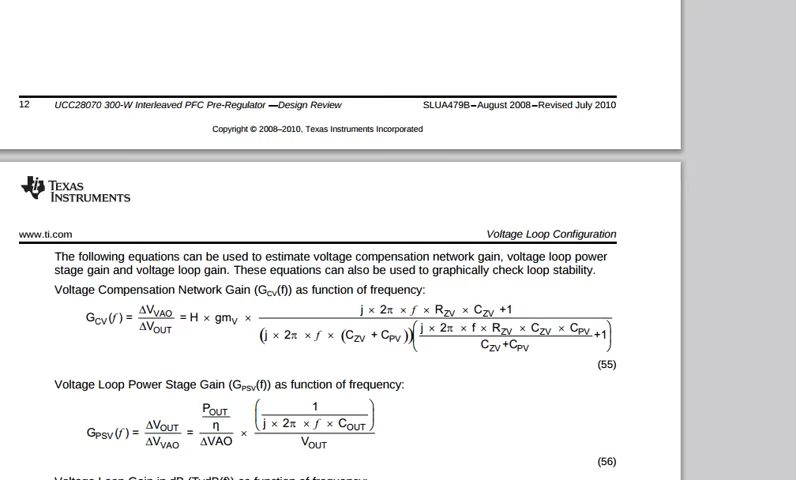 12 UCC28070 300-W Interleaved PFC Pre-Regulator —Design Review SLUA479B–August 2008–Revised July 2010
Copyright © 2008–2010, Texas Instruments Incorporated
TEXAS
INSTRUMENTS
www.ti.com Voltage Loop Configuration
The following equations can be used to estimate voltage compensation network gain, voltage loop power
stage gain and voltage loop gain. These equations can also be used to graphically check loop stability.
Voltage Compensation Network Gain (GCV(f)) as function of frequency:
GCV(f) = ΔVVAO / ΔVOUT = H × gmV × (j × 2π × f × RZV × CZV +1) / ((j × 2π × f × (CZV + CPV)) (j × 2π × f × RZV × CZV × CPV / CZV+CPV +1))
(55)
Voltage Loop Power Stage Gain (GPSV(f)) as function of frequency:
GPSV(f) = ΔVOUT / ΔVVAO = (POUT / η) / ΔVAO × (1 / (j × 2π × f × COUT)) / VOUT
(56)